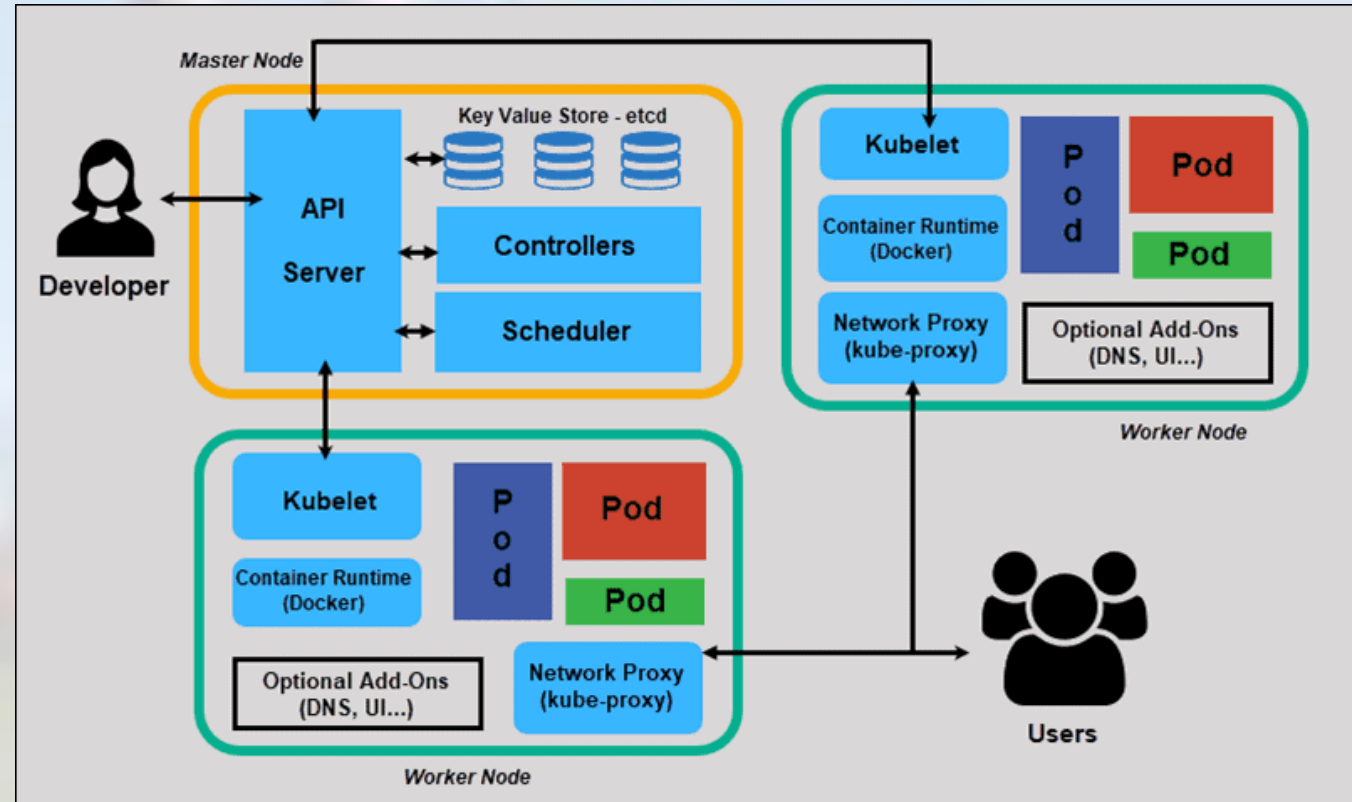 Master Node
Key Value Store - etcd
API
Server
Controllers
Scheduler
Developer
Kubelet
Container Runtime
(Docker)
Network Proxy
(kube-proxy)
P
o
d
Pod
Pod
Optional Add-Ons
(DNS, UI...)
Worker Node
Kubelet
Container Runtime
(Docker)
P
o
d
Pod
Pod
Optional Add-Ons
(DNS, UI...)
Network Proxy
(kube-proxy)
Worker Node
Users